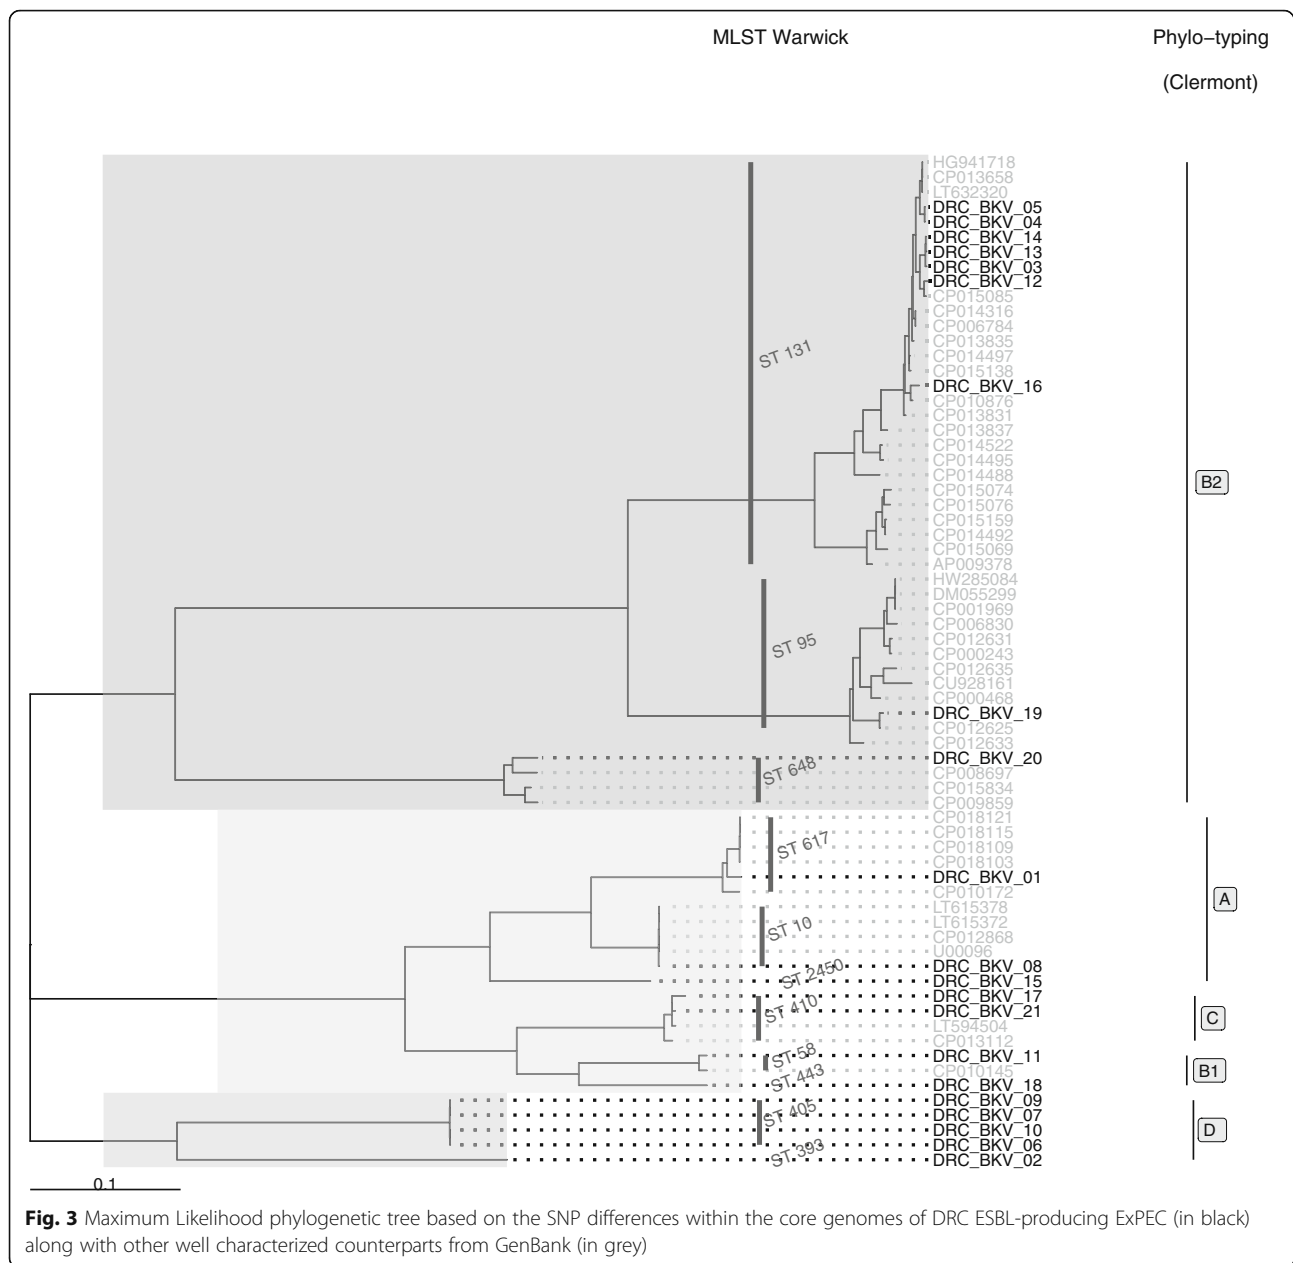 MLST Warwick
Phylo-typing
(Clermont)
HG941718
CP013658
LT632320
DRC_BKV_05
DRC_BKV_04
DRC_BKV_14
DRC_BKV_13
DRC_BKV_03
DRC_BKV_12
CP015085
CP014316
CP006784
CP013835
CP014497
CP015138
DRC_BKV_16
CP010876
CP013831
CP013837
CP014522
CP014495
CP014488
CP015074
CP015076
CP015159
CP014492
CP015069
AP009378
HW285084
DM055299
CP001969
CP006830
CP012631
CP000243
CP012635
CU928161
CP000468
DRC_BKV_19
CP012625
CP012633
DRC_BKV_20
CP008697
CP015834
CP009859
CP018121
CP018115
CP018109
CP018103
DRC_BKV_01
CP010172
LT615378
LT615372
CP012868
U00096
DRC_BKV_08
DRC_BKV_15
DRC_BKV_17
DRC_BKV_21
LT594504
CP013112
DRC_BKV_11
CP010145
DRC_BKV_18
DRC_BKV_09
DRC_BKV_07
DRC_BKV_10
DRC_BKV_06
DRC_BKV_02
ST 131
ST 95
ST 648
ST 617
ST 10
ST 2450
ST 410
ST 58
ST 443
ST 405
ST 393
B2
A
C
B1
D
0.1
Fig. 3 Maximum Likelihood phylogenetic tree based on the SNP differences within the core genomes of DRC ESBL-producing ExPEC (in black)
along with other well characterized counterparts from GenBank (in grey)